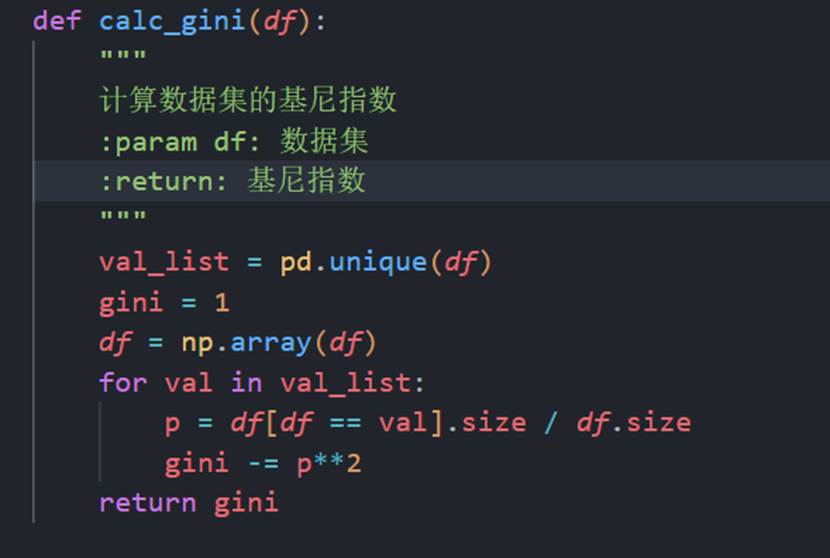 def calc_gini(df):
    """
    计算数据集的基尼指数
    :param df: 数据集
    :return: 基尼指数
    """
    val_list = pd.unique(df)
    gini = 1
    df = np.array(df)
    for val in val_list:
        p = df[df == val].size / df.size
        gini -= p**2
    return gini